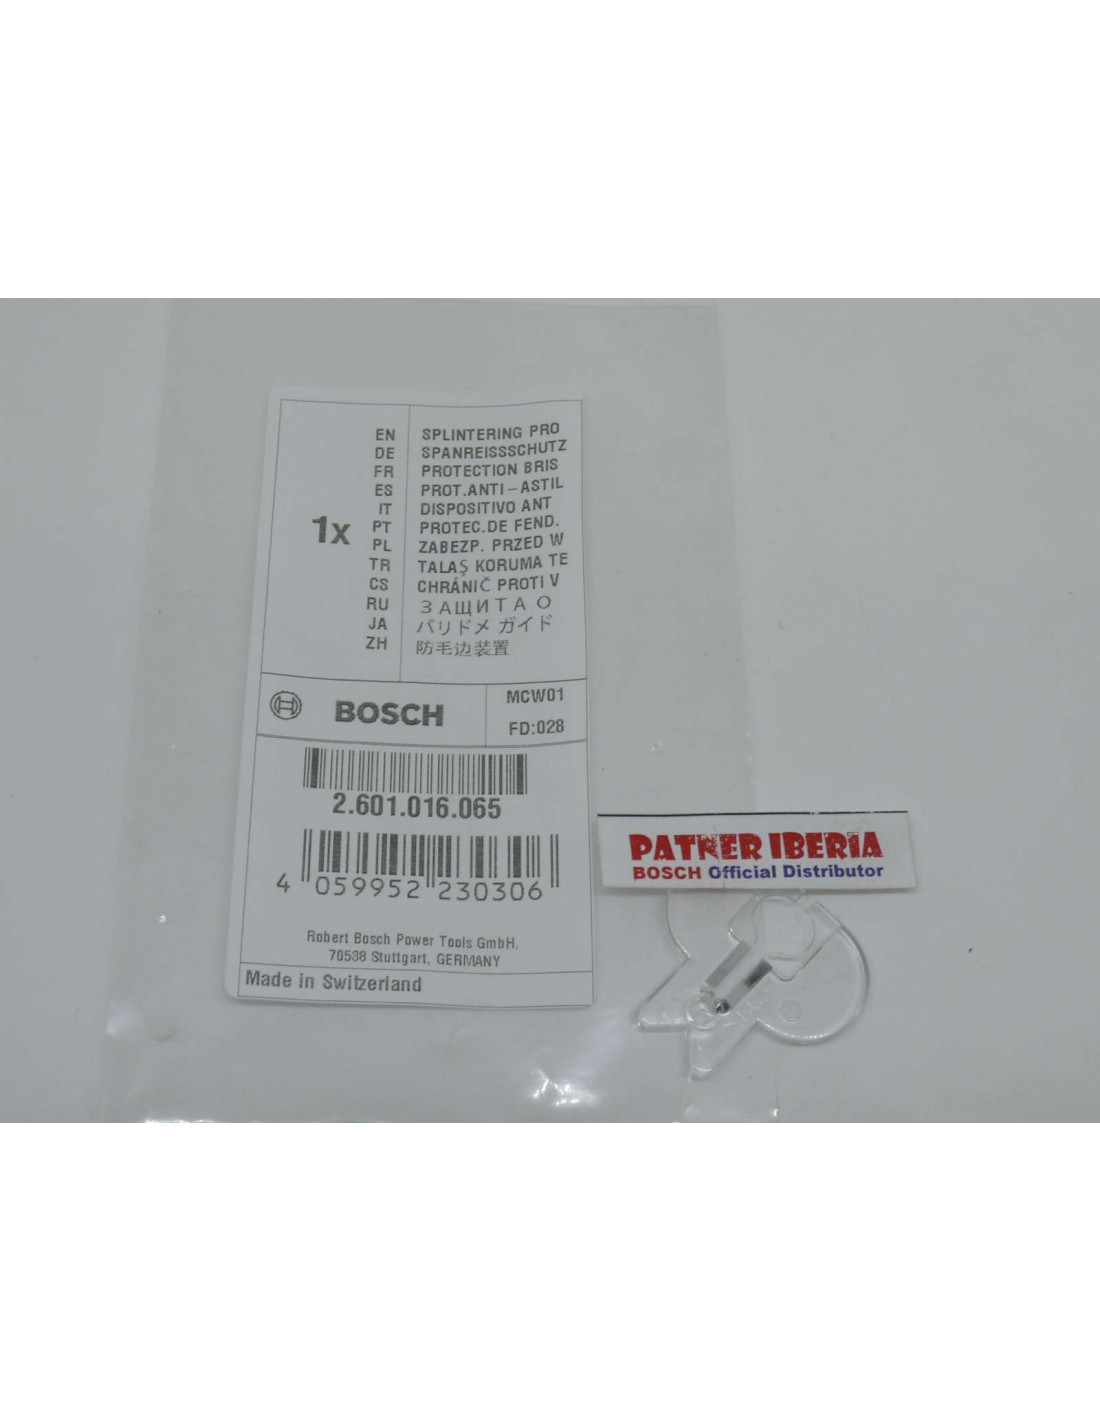 1x
EN SPLINTERING PRO
DE SPANREISSSCHUTZ
FR PROTECTION BRIS
ES PROT.ANTI-ASTIL
IT DISPOSITIVO ANT
PT PROTEC.DE FEND.
PL ZABEZP. PRZED W
TR TALAŞ KORUMA TE
CS CHRÁNIČ PROTI V
RU ЗАЩИТА О
JA バリドメ ガイド
ZH 防毛边装置
BOSCH
MCW01
FD:028
2.601.016.065
4 059952 230306
Robert Bosch Power Tools GmbH,
70538 Stuttgart, GERMANY
Made in Switzerland
PATNER IBERIA
BOSCH Official Distributor